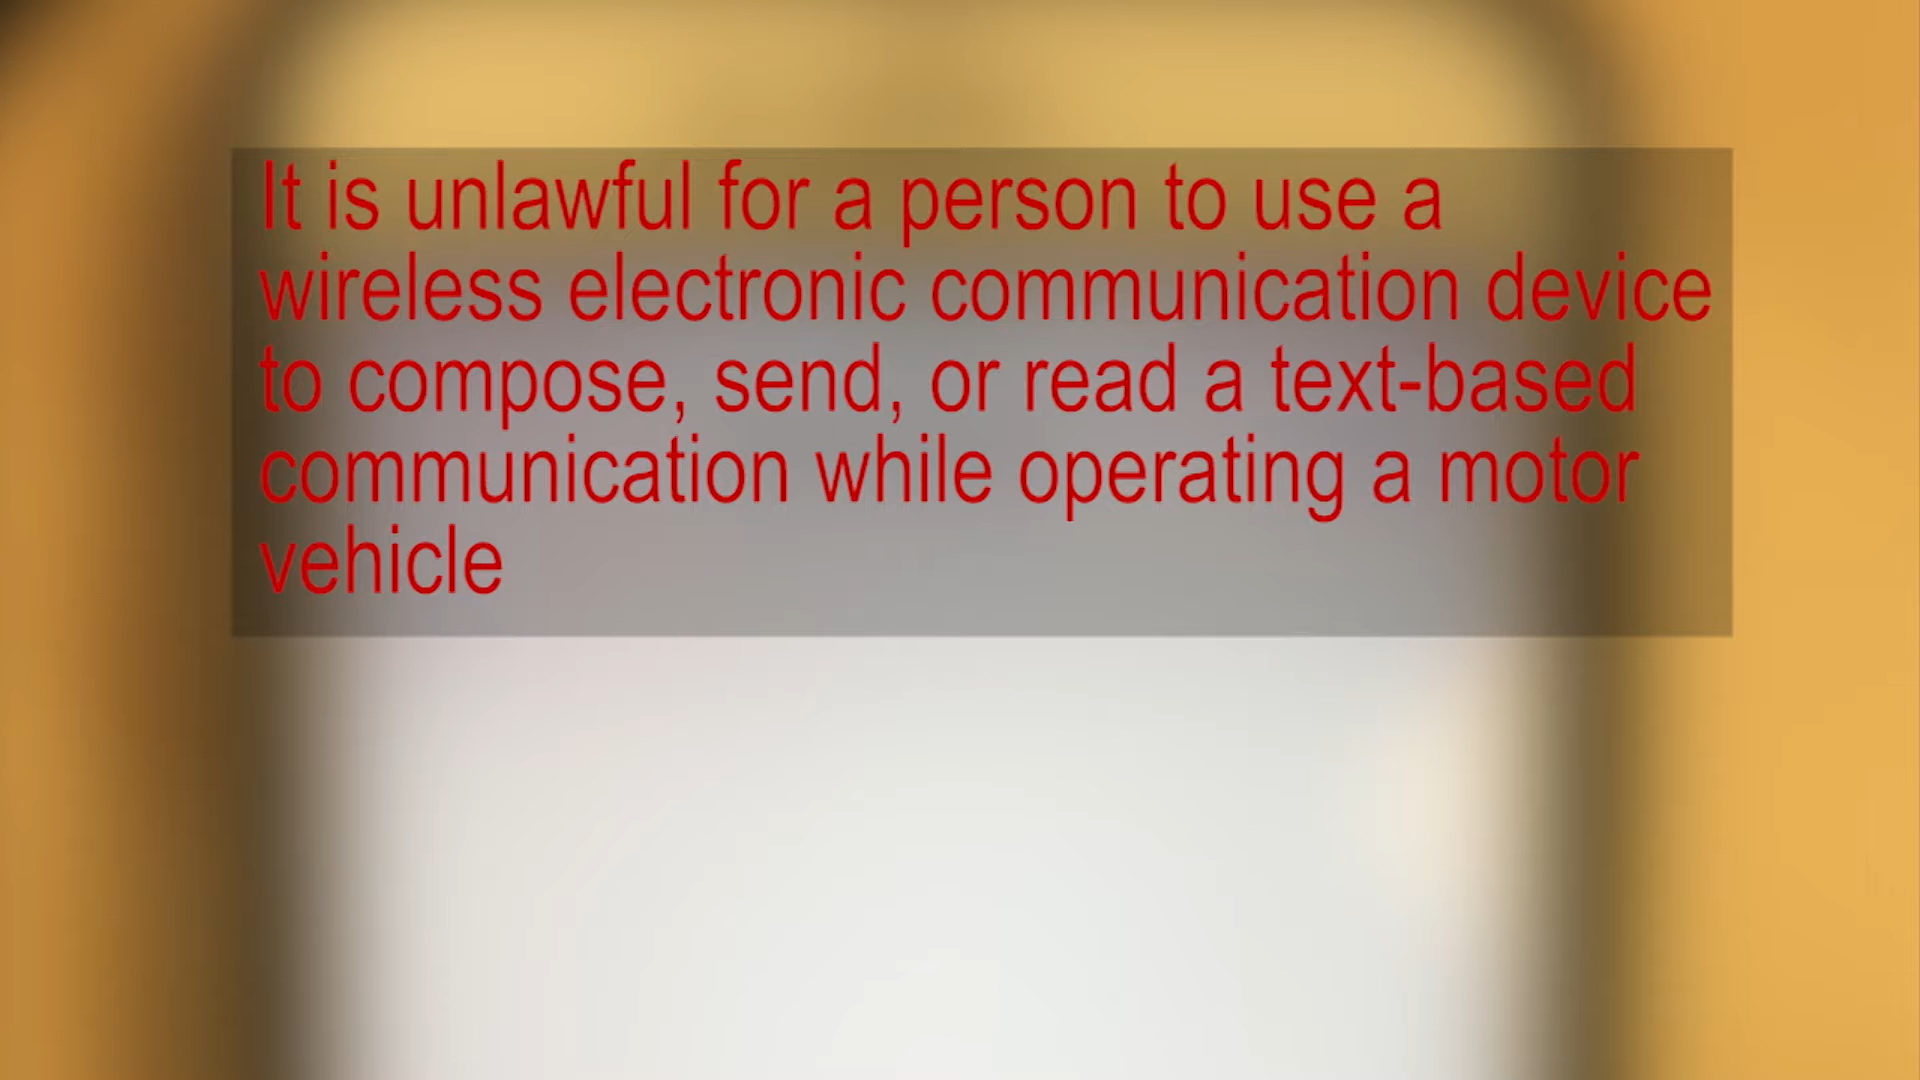 It is unlawful for a person to use a
wireless electronic communication device
to compose, send, or read a text-based
communication while operating a motor
vehicle